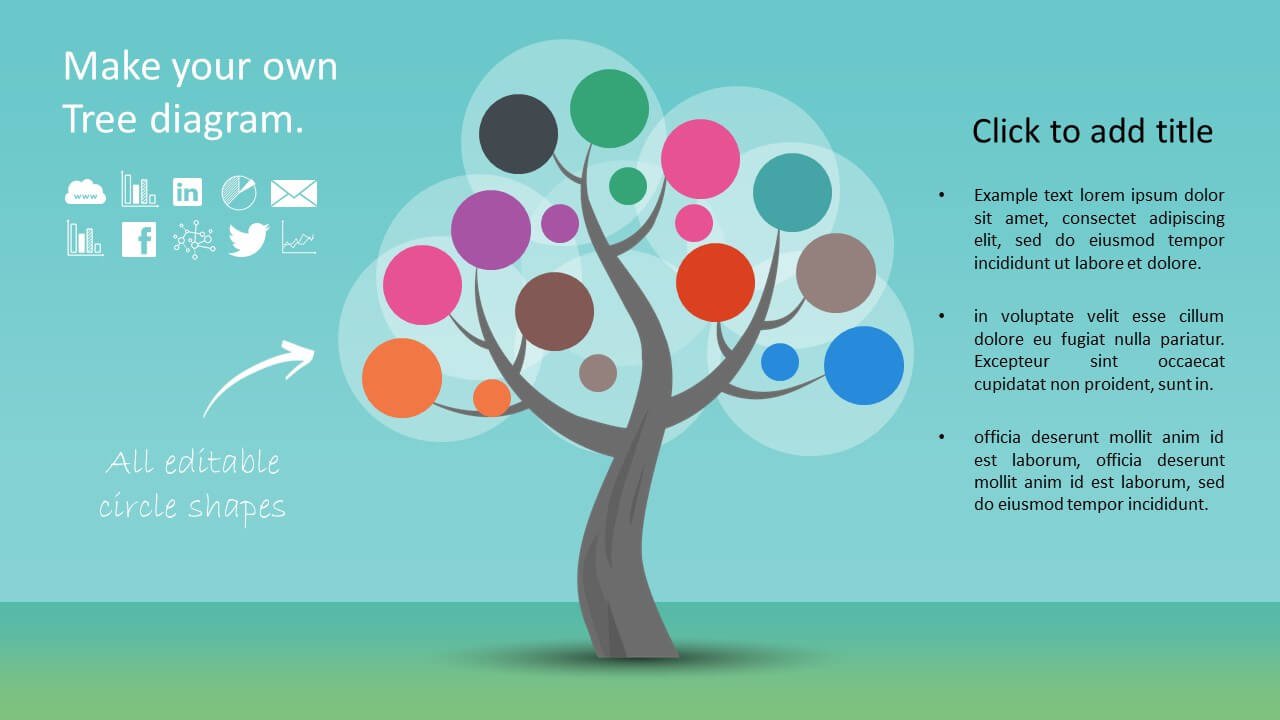 Make your own
Tree diagram.
www
in
f
All editable
circle shapes
Click to add title
• Example text lorem ipsum dolor
sit amet, consectet adipiscing
elit, sed do eiusmod tempor
incididunt ut labore et dolore.
• in voluptate velit esse cillum
dolore eu fugiat nulla pariatur.
Excepteur sint occaecat
cupidatat non proident, sunt in.
• officia deserunt mollit anim id
est laborum, officia deserunt
mollit anim id est laborum, sed
do eiusmod tempor incididunt.